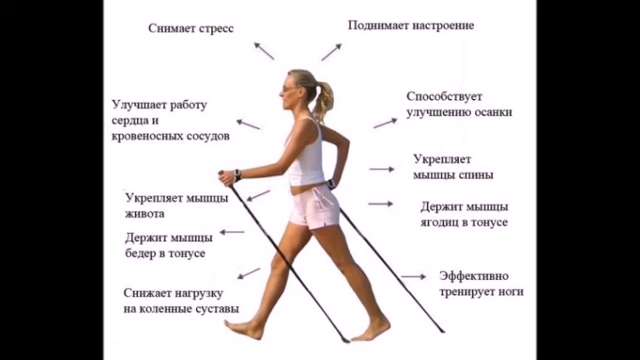 Снимает стресс
Поднимает настроение
Улучшает работу
сердца и
кровеносных сосудов
Способствует
улучшению осанки
Укрепляет
мышцы спины
Укрепляет мышцы
живота
Держит мышцы
ягодиц в тонусе
Держит мышцы
бедер в тонусе
Эффективно
тренирует ноги
Снижает нагрузку
на коленные суставы